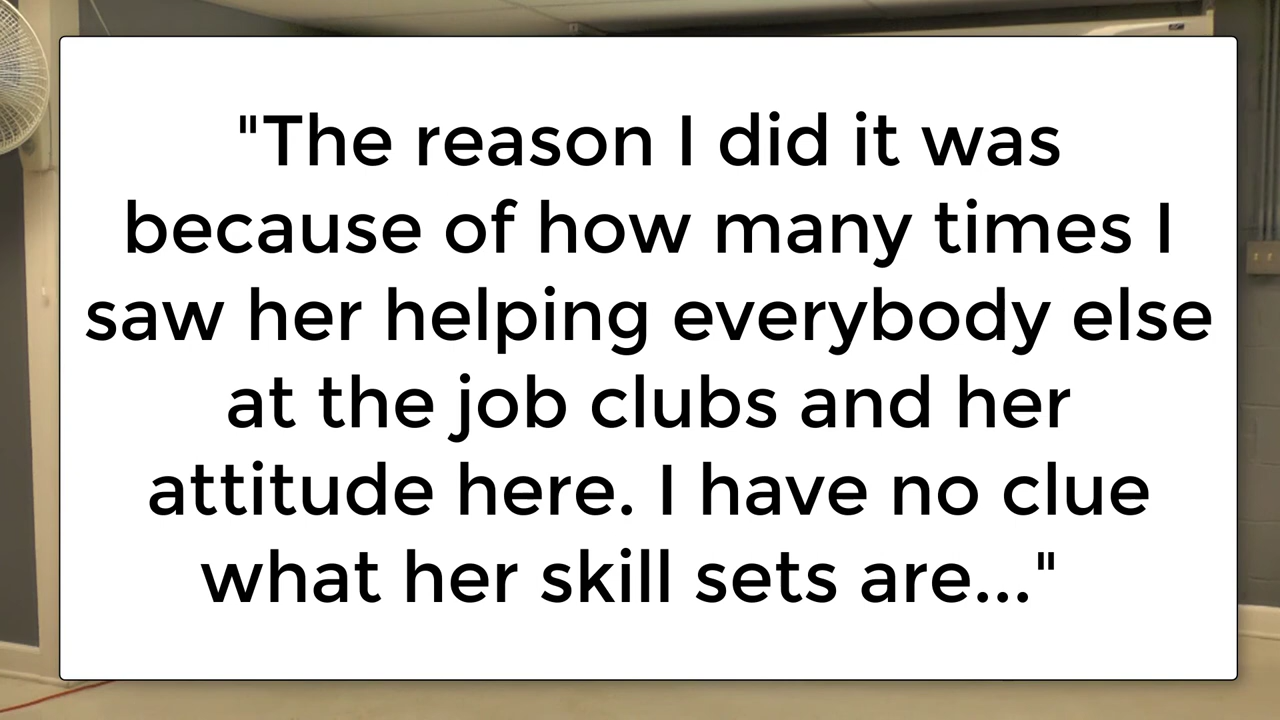 "The reason I did it was
because of how many times I
saw her helping everybody else
at the job clubs and her
attitude here. I have no clue
what her skill sets are..."